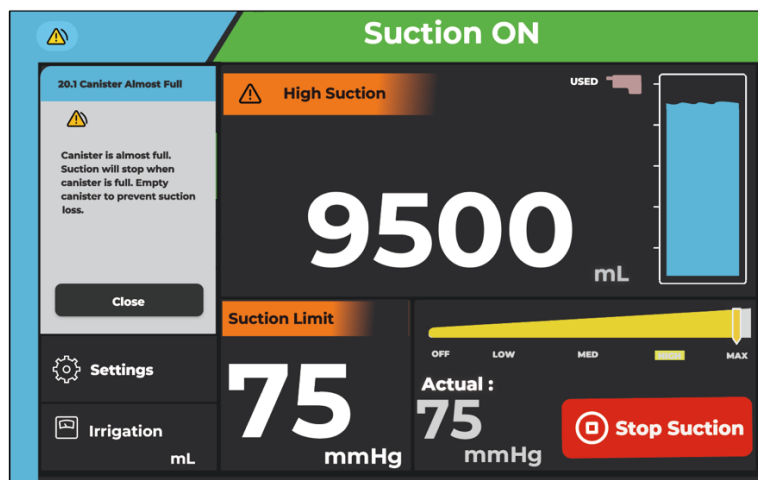 Suction ON
20.1 Canister Almost Full
Canister is almost full.
Suction will stop when
canister is full. Empty
canister to prevent suction
loss.
Close
Settings
Irrigation
mL
High Suction
USED
9500
mL
Suction Limit
75
mmHg
OFF LOW MED MAX
Actual :
75
mmHg
Stop Suction